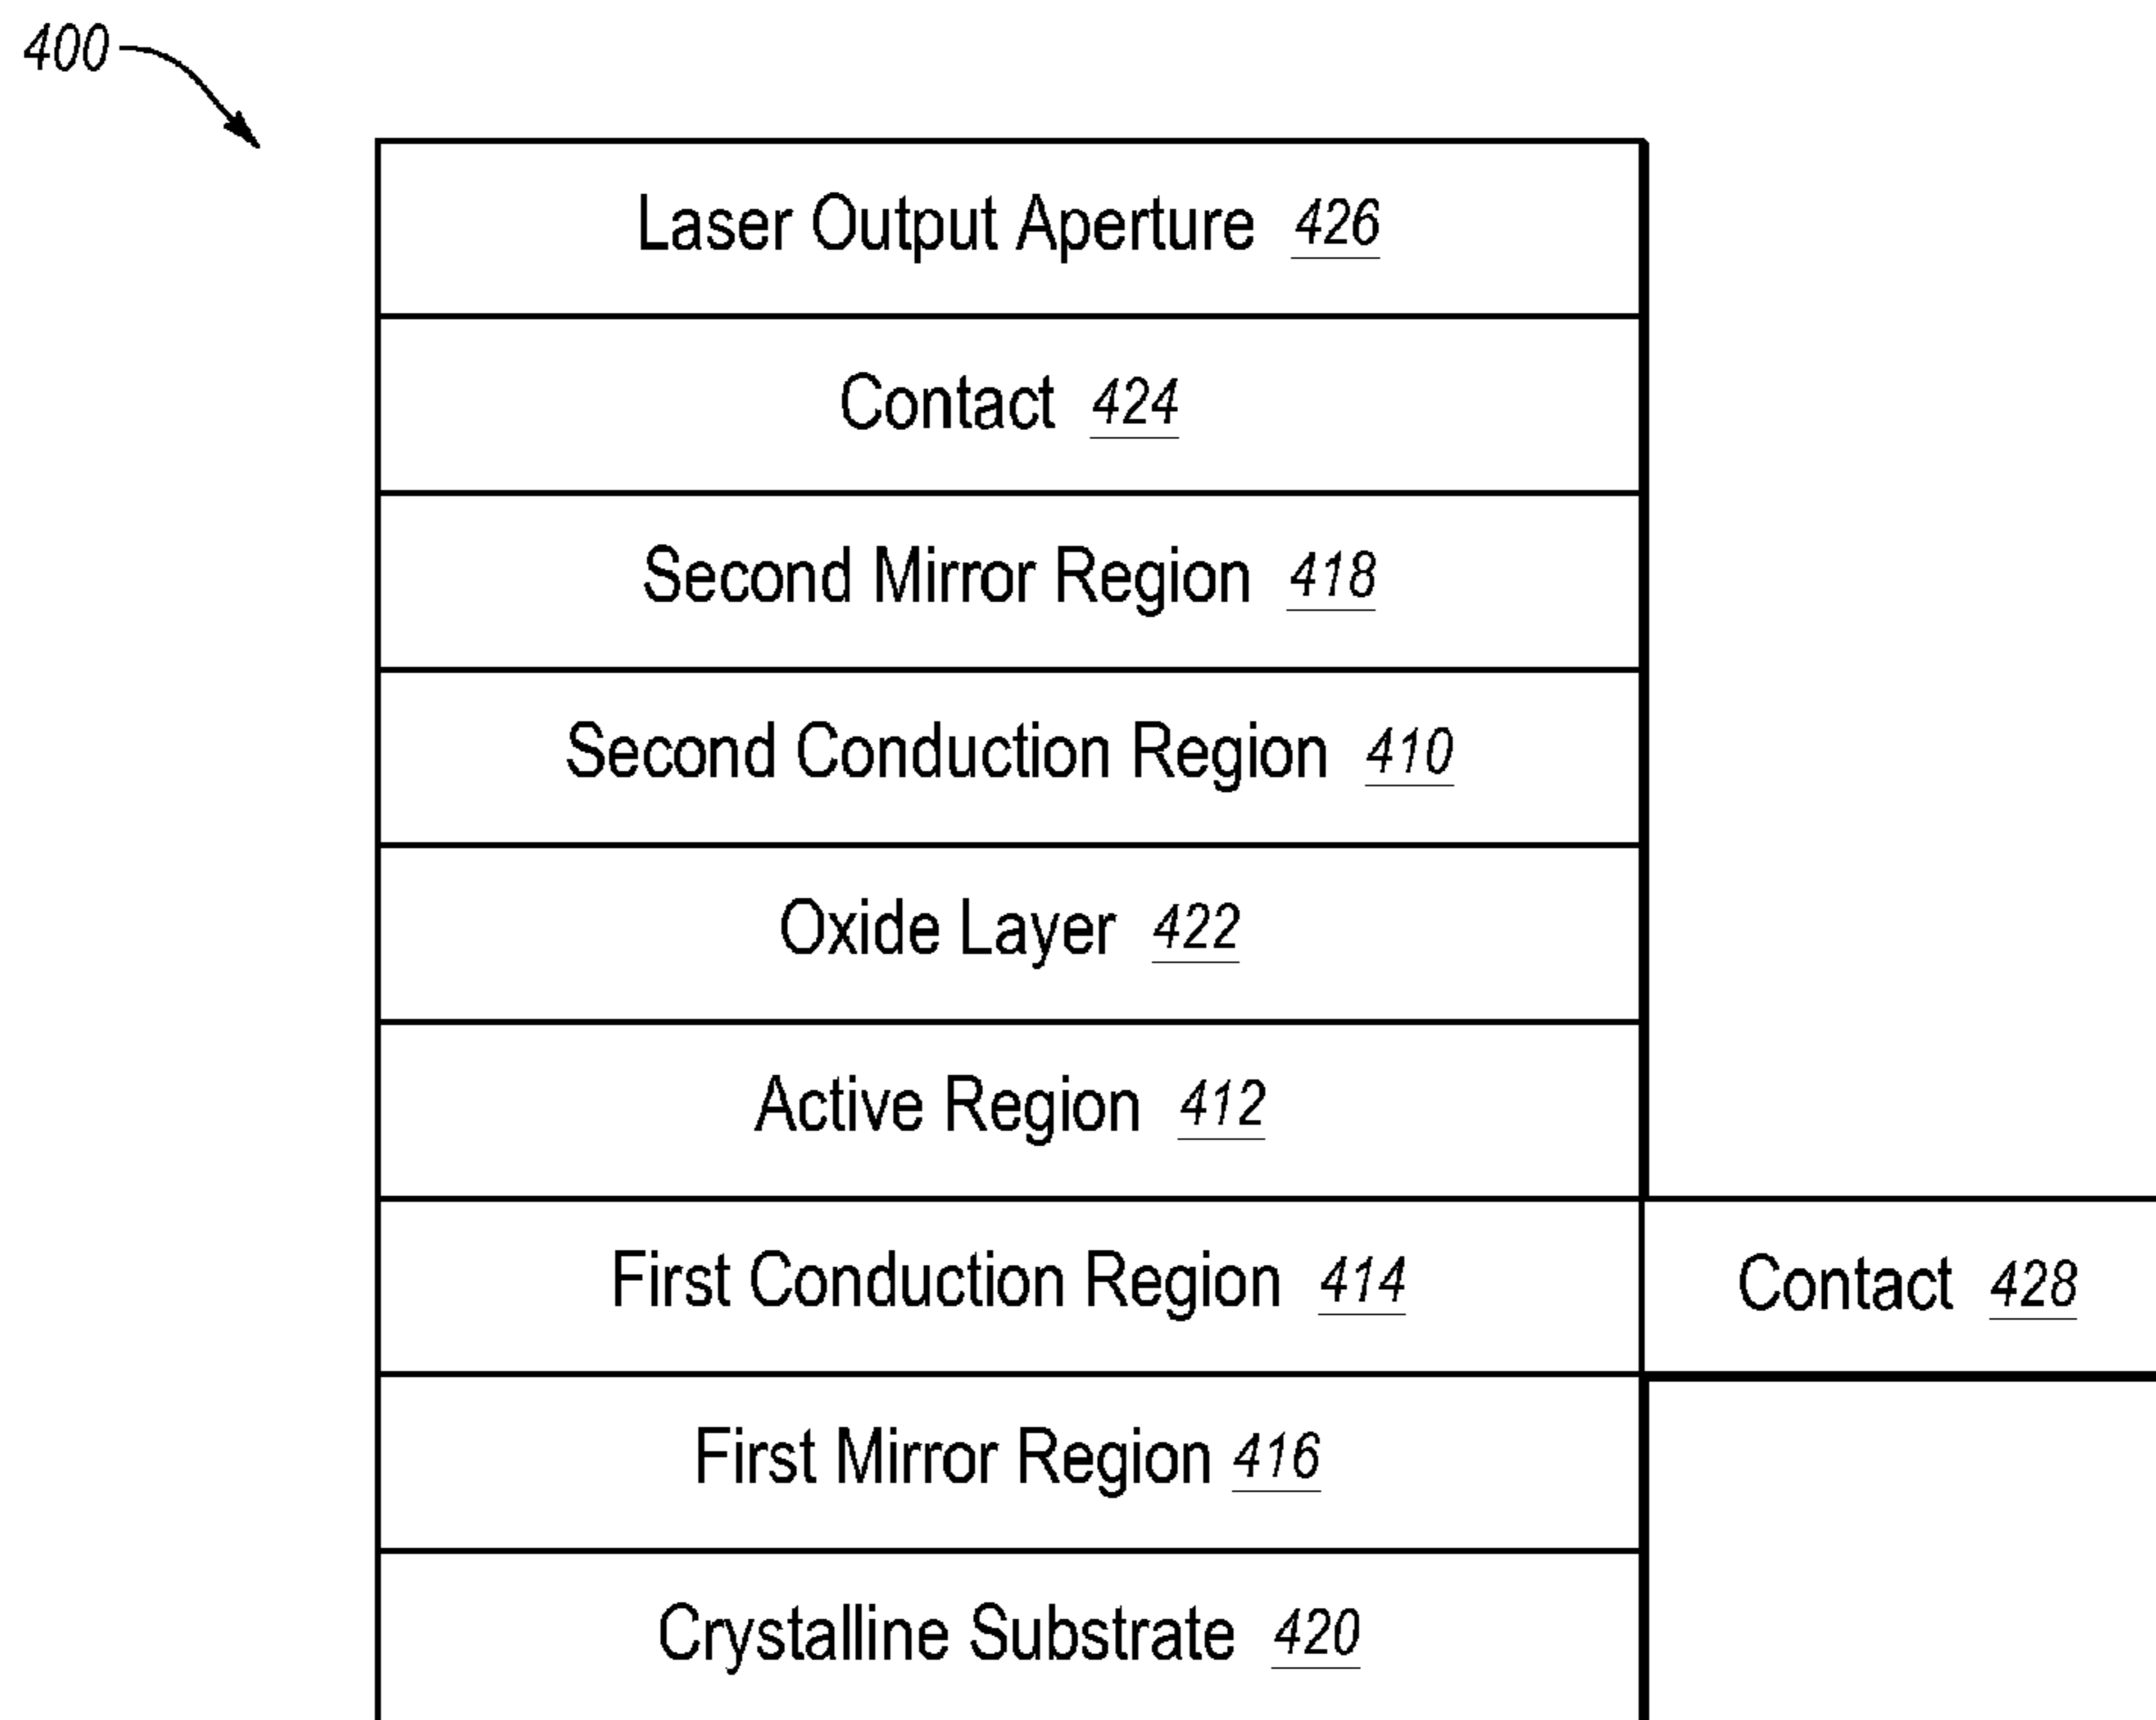 400
Laser Output Aperture 426
Contact 424
Second Mirror Region 418
Second Conduction Region 410
Oxide Layer 422
Active Region 412
First Conduction Region 414 Contact 428
First Mirror Region 416
Crystalline Substrate 420